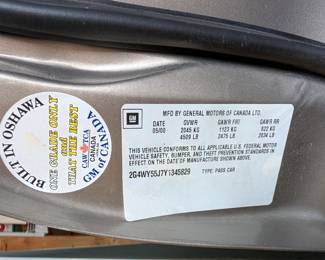 BUILT IN OSHAWA
ONE GRADE ONLY
and
THAT THE BEST
CAW TCA
CANADA
GM of CANADA
GM
MFD BY GENERAL MOTORS OF CANADA LTD.
DATE GVWR GAWR FRT GAWR RR
05/00 2045 KG 1123 KG 922 KG
4509 LB 2475 LB 2034 LB
THIS VEHICLE CONFORMS TO ALL APPLICABLE U.S. FEDERAL MOTOR
VEHICLE SAFETY, BUMPER, AND THEFT PREVENTION STANDARDS IN
EFFECT ON THE DATE OF MANUFACTURE SHOWN ABOVE.
2G4WY55J7Y1345829 TYPE: PASS CAR